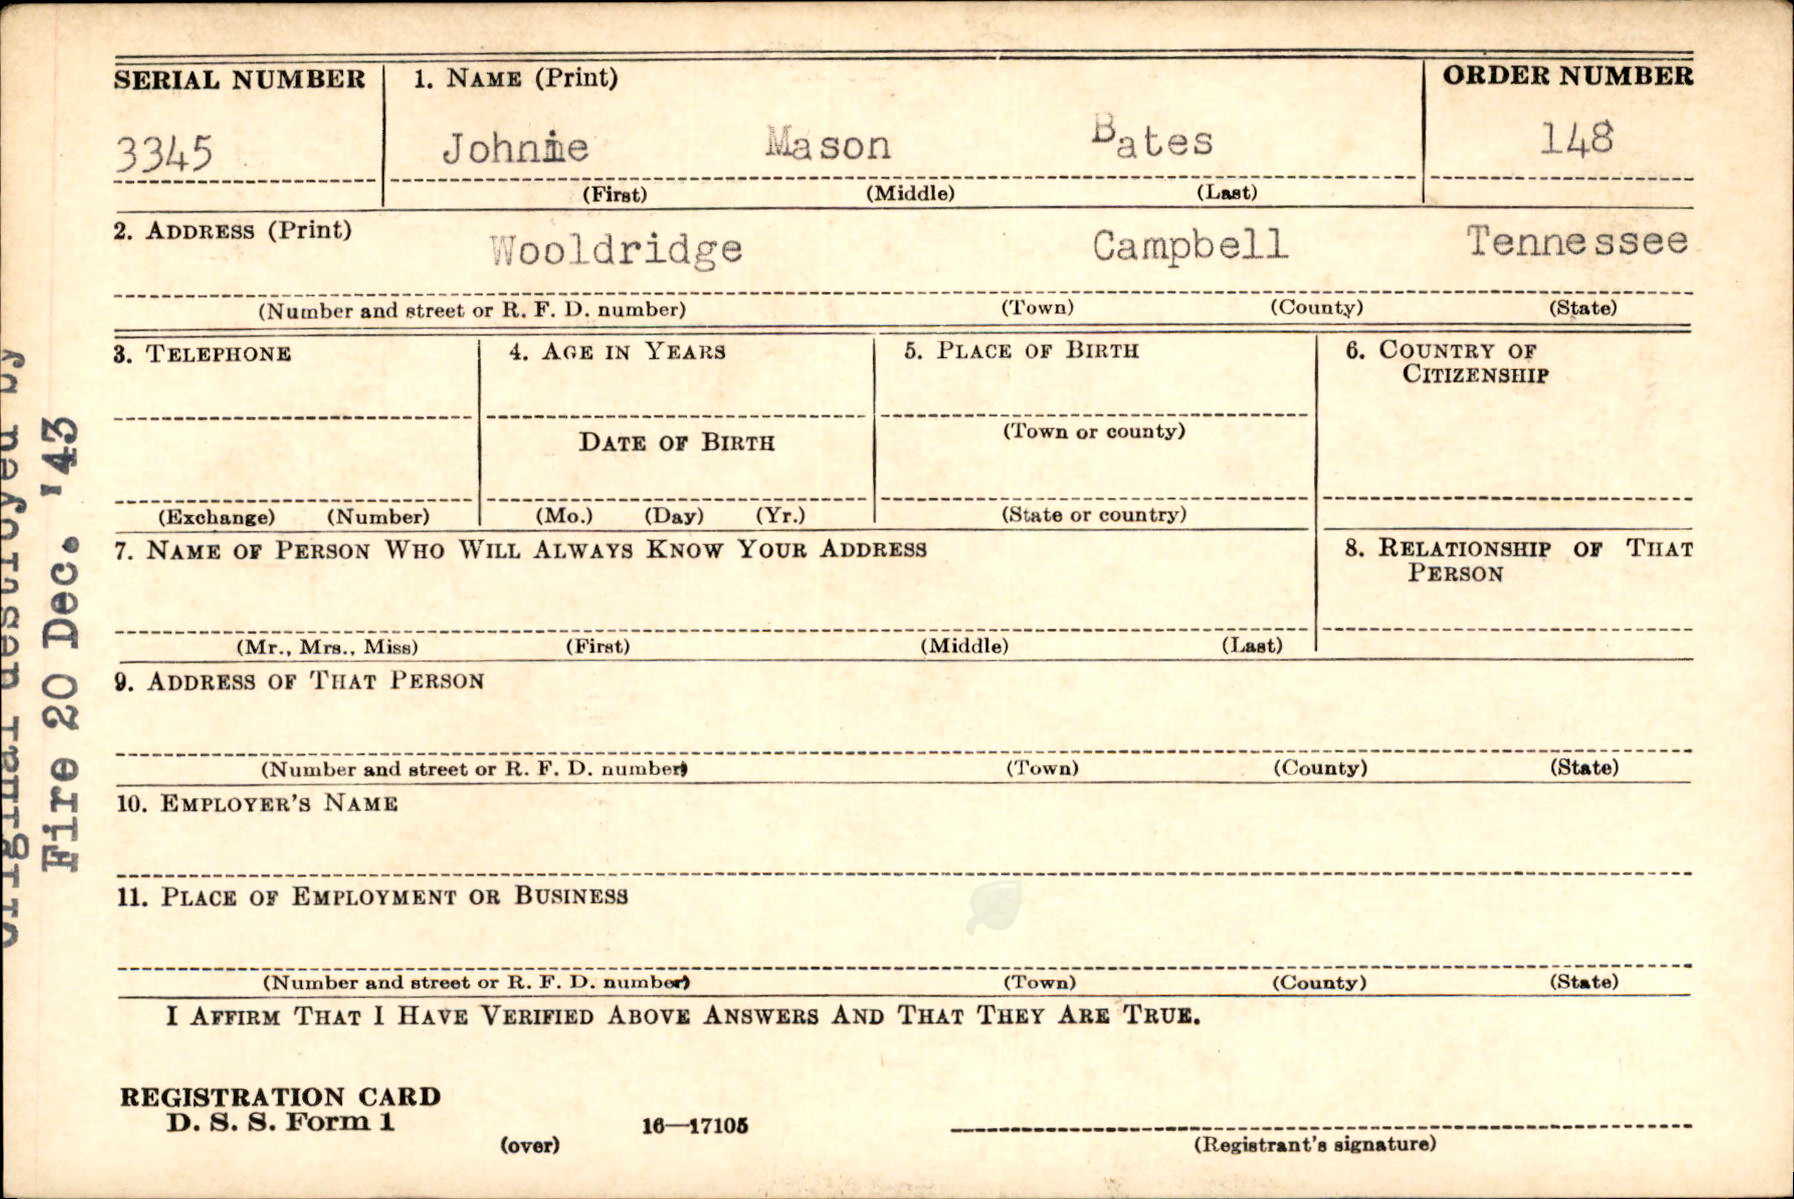 SERIAL NUMBER 1. NAME (Print) ORDER NUMBER
3345 Johnnie Mason Bates 148
(First) (Middle) (Last)
2. ADDRESS (Print)
Wooldridge Campbell Tennessee
(Number and street or R. F. D. number) (Town) (County) (State)
3. TELEPHONE 4. AGE IN YEARS 5. PLACE OF BIRTH 6. COUNTRY OF
CITIZENSHIP
(Town or county)
DATE OF BIRTH
(Exchange) (Number) (Mo.) (Day) (Yr.) (State or country)
7. NAME OF PERSON WHO WILL ALWAYS KNOW YOUR ADDRESS 8. RELATIONSHIP OF THAT
PERSON
(Mr., Mrs., Miss) (First) (Middle) (Last)
9. ADDRESS OF THAT PERSON
(Number and street or R. F. D. number) (Town) (County) (State)
10. EMPLOYER'S NAME
11. PLACE OF EMPLOYMENT OR BUSINESS
(Number and street or R. F. D. number) (Town) (County) (State)
I AFFIRM THAT I HAVE VERIFIED ABOVE ANSWERS AND THAT THEY ARE TRUE.
REGISTRATION CARD
D. S. S. Form 1
(over) 16—17105 (Registrant's signature)
Original destroyed by
Fire 20 Dec. '43